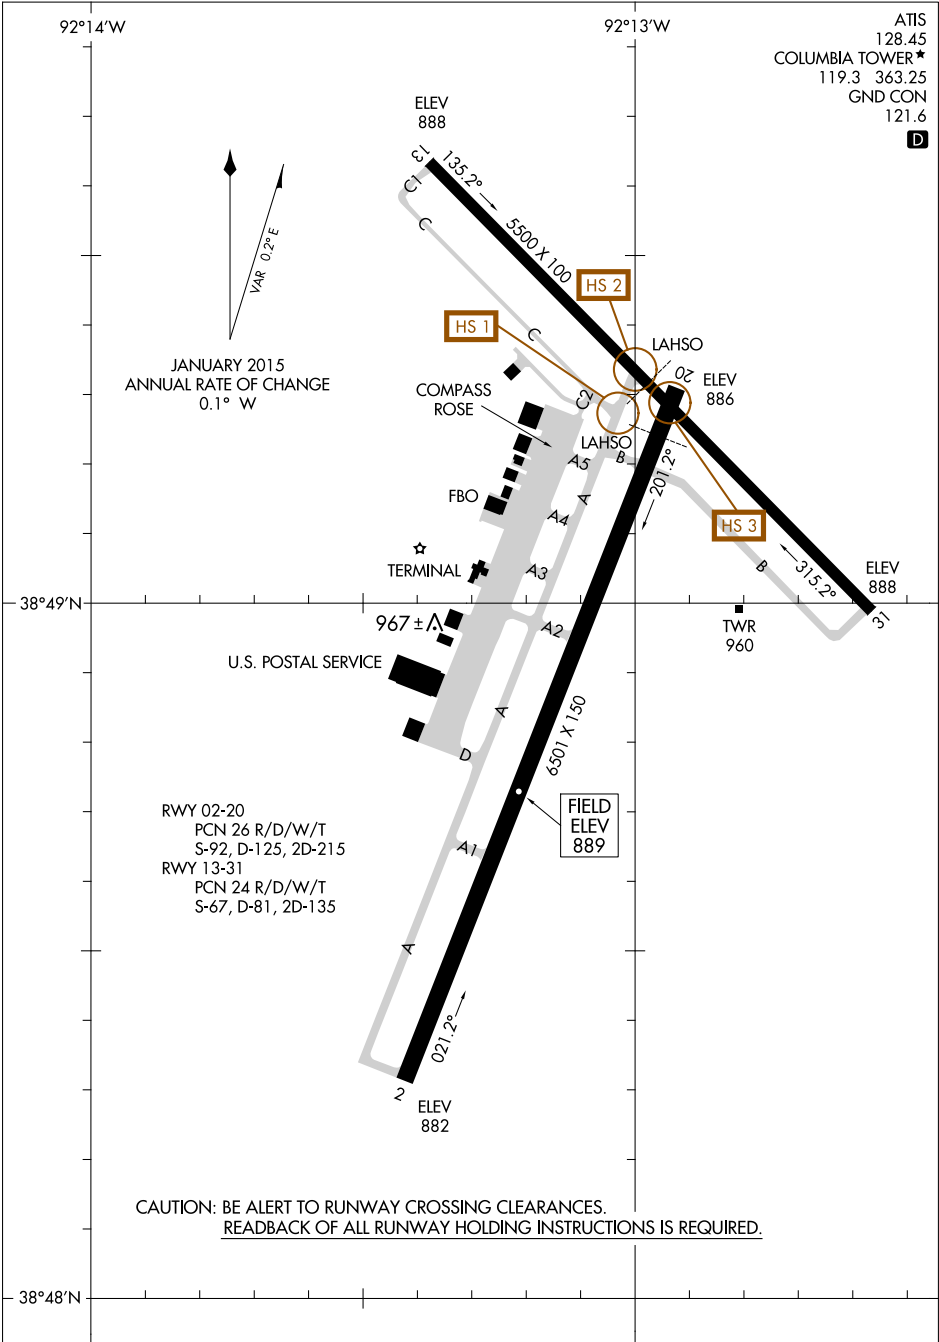 92°14'W
92°13'W
ATIS
128.45
COLUMBIA TOWER★
119.3 363.25
GND CON
121.6
D
ELEV
888
13
135.2°
C1
C
5500 X 100
VAR 0.2° E
HS 2
HS 1
C
LAHSO
JANUARY 2015
ANNUAL RATE OF CHANGE
0.1° W
20
ELEV
886
COMPASS
ROSE
C2
LAHSO
B
A5
201.2°
FBO
A
A4
HS 3
TERMINAL
A3
B
315.2°
ELEV
888
38°49'N
31
967 ±
A2
TWR
960
U.S. POSTAL SERVICE
A
D
6501 X 150
RWY 02-20
PCN 26 R/D/W/T
S-92, D-125, 2D-215
RWY 13-31
PCN 24 R/D/W/T
S-67, D-81, 2D-135
FIELD
ELEV
889
A1
A
021.2°
2
ELEV
882
CAUTION: BE ALERT TO RUNWAY CROSSING CLEARANCES.
READBACK OF ALL RUNWAY HOLDING INSTRUCTIONS IS REQUIRED.
38°48'N